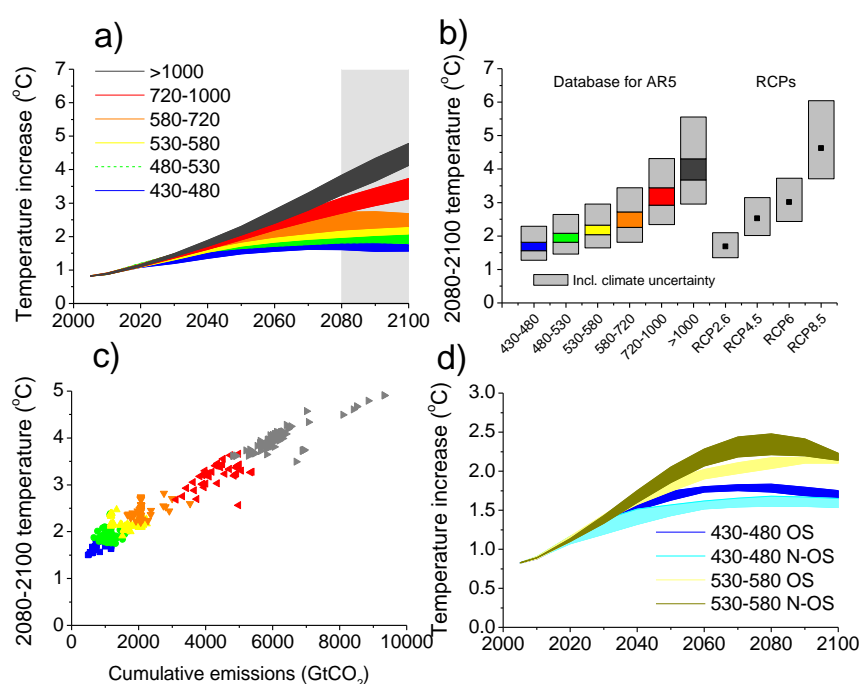 a)
Temperature increase (°C)
7
6
5
4
3
2
1
0
>1000
720-1000
580-720
530-580
480-530
430-480
2000 2020 2040 2060 2080 2100
b)
2080-2100 temperature (°C)
7
6
5
4
3
2
1
0
Database for AR5 RCPs
Incl. climate uncertainty
430-480 480-530 530-580 580-720 720-1000 >1000 RCP2.6 RCP4.5 RCP6 RCP8.5
c)
2080-2100 temperature (°C)
5
4
3
2
1
0
0 2000 4000 6000 8000 10000
Cumulative emissions (GtCO₂)
d)
Temperature increase (°C)
3.0
2.5
2.0
1.5
1.0
0.5
0.0
430-480 OS
430-480 N-OS
530-580 OS
530-580 N-OS
2000 2020 2040 2060 2080 2100